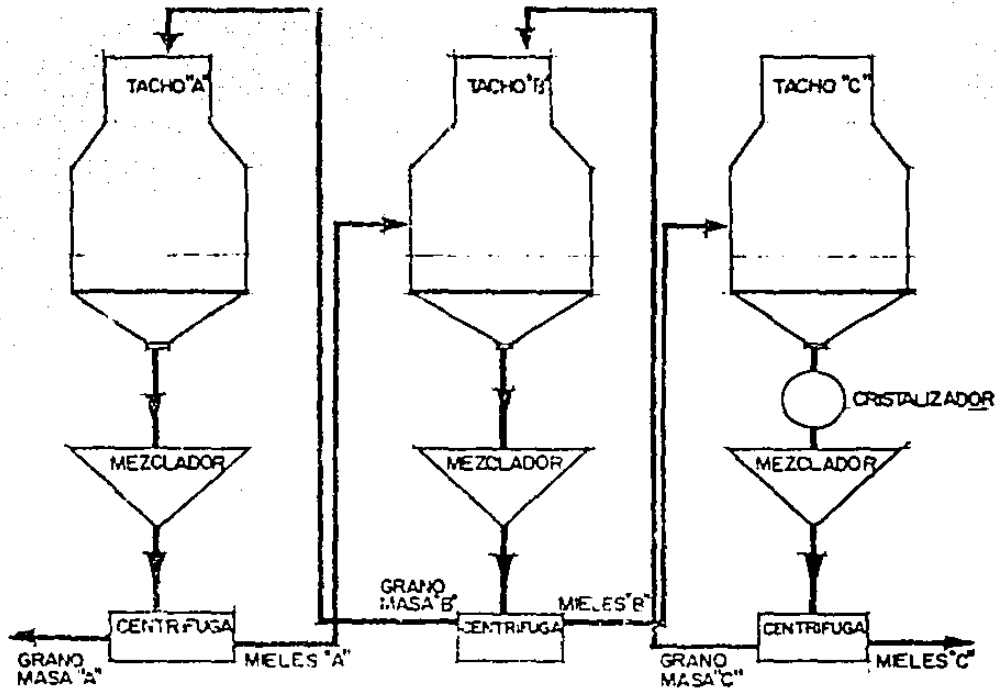 TACHO "A"
TACHO "B"
TACHO "C"
CRISTALIZADOR
MEZCLADOR
MEZCLADOR
MEZCLADOR
GRANO
MASA "B"
MIELES "B"
CENTRIFUGA
CENTRIFUGA
CENTRIFUGA
GRANO
MASA "A"
MIELES "A"
GRANO
MASA "C"
MIELES "C"